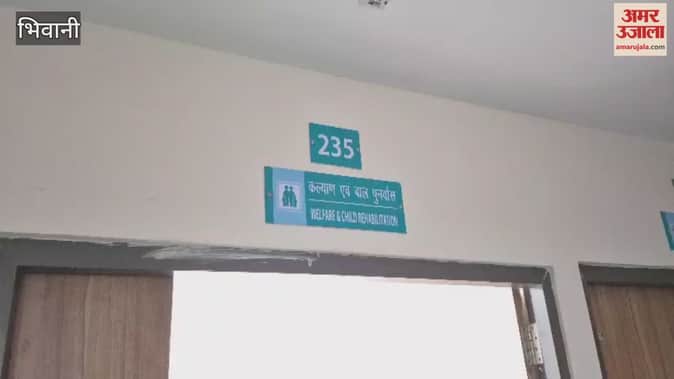 भिवानी
अमर
उजाला
amarujala.com
235
कल्याण एवं बाल पुनर्वास
WELFARE & CHILD REHABILITATION